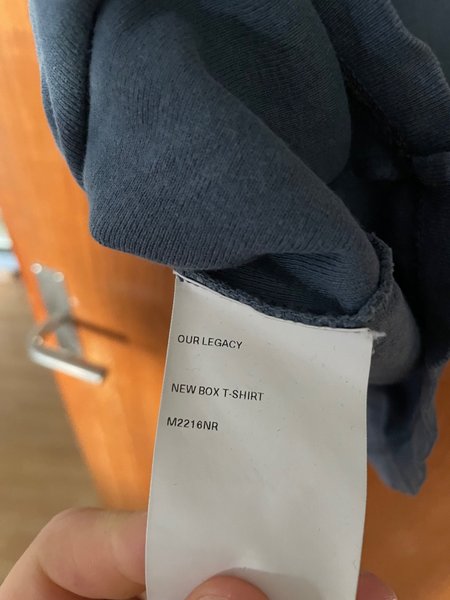 OUR LEGACY
NEW BOX T-SHIRT
M2216NR